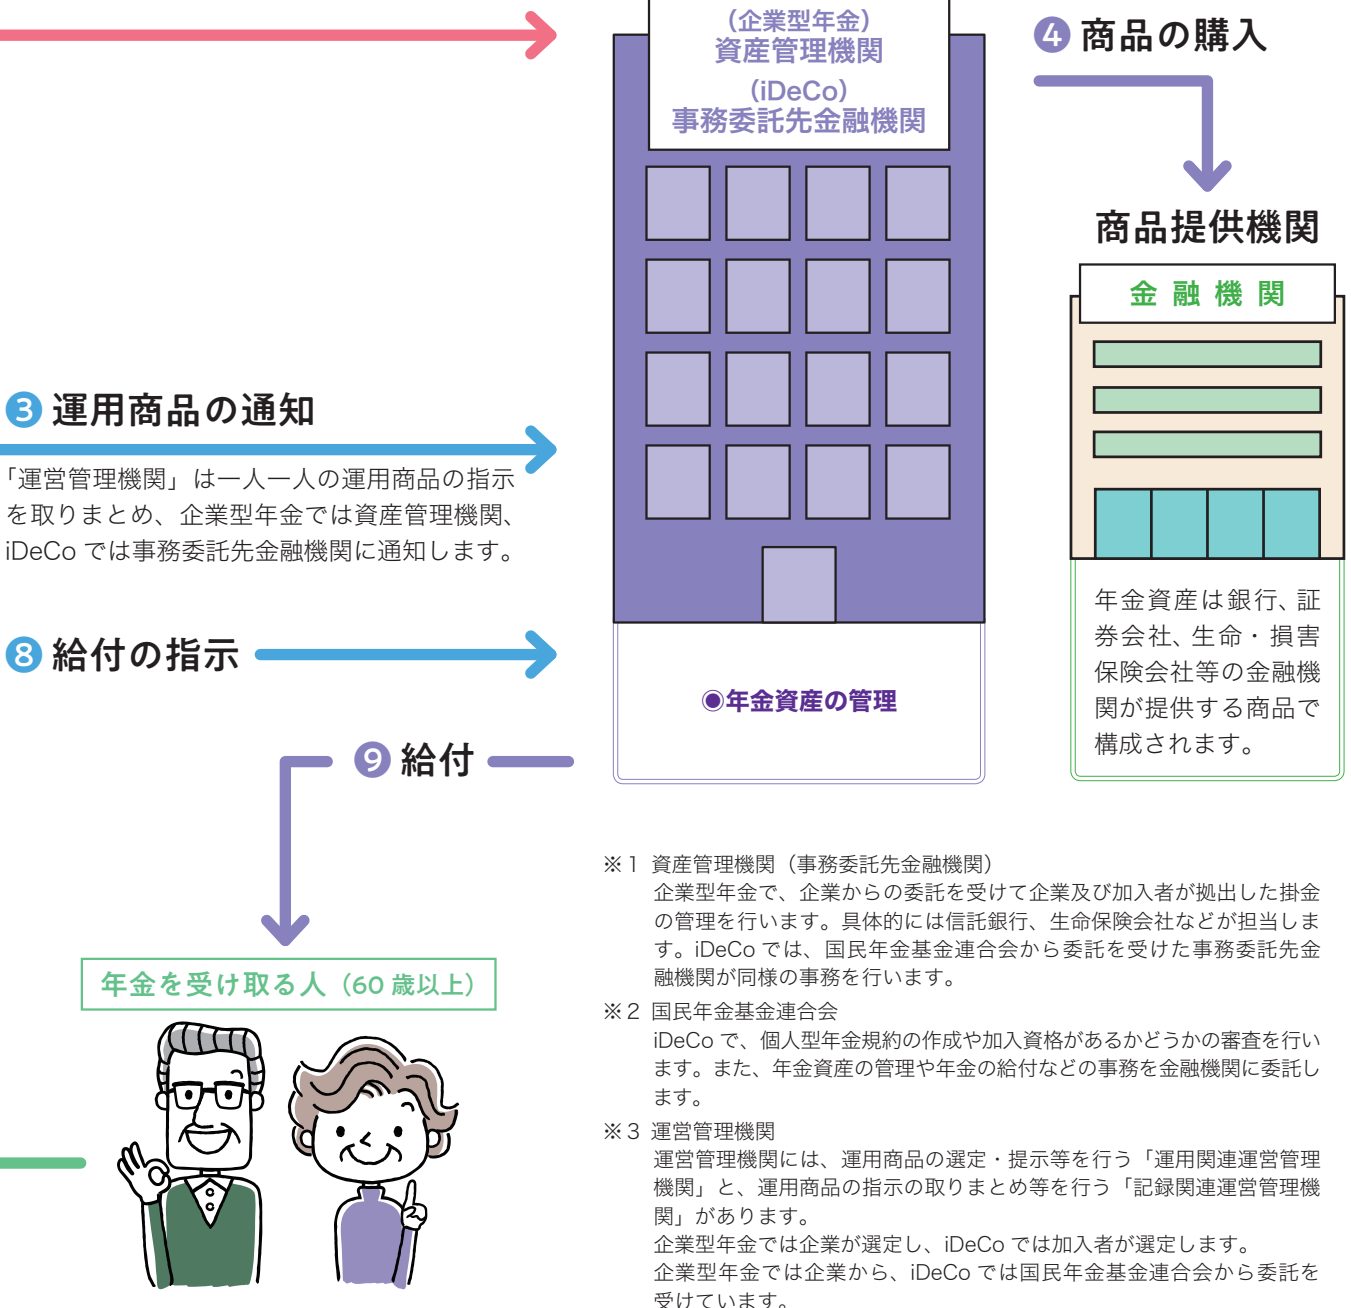 (企業型年金)
資産管理機関
(iDeCo)
事務委託先金融機関
❹ 商品の購入
商品提供機関
金融機関
❸ 運用商品の通知
「運営管理機関」は一人一人の運用商品の指示
を取りまとめ、企業型年金では資産管理機関、
iDeCo では事務委託先金融機関に通知します。
年金資産は銀行、証
券会社、生命・損害
保険会社等の金融機
関が提供する商品で
構成されます。
❽ 給付の指示
◉年金資産の管理
❾ 給付
年金を受け取る人(60 歳以上)
※1 資産管理機関(事務委託先金融機関)
企業型年金で、企業からの委託を受けて企業及び加入者が拠出した掛金
の管理を行います。具体的には信託銀行、生命保険会社などが担当しま
す。iDeCo では、国民年金基金連合会から委託を受けた事務委託先金
融機関が同様の事務を行います。
※2 国民年金基金連合会
iDeCo で、個人型年金規約の作成や加入資格があるかどうかの審査を行い
ます。また、年金資産の管理や年金の給付などの事務を金融機関に委託し
ます。
※3 運営管理機関
運営管理機関には、運用商品の選定・提示等を行う「運用関連運営管理
機関」と、運用商品の指示の取りまとめ等を行う「記録関連運営管理機
関」があります。
企業型年金では企業が選定し、iDeCo では加入者が選定します。
企業型年金では企業から、iDeCo では国民年金基金連合会から委託を
受けています。